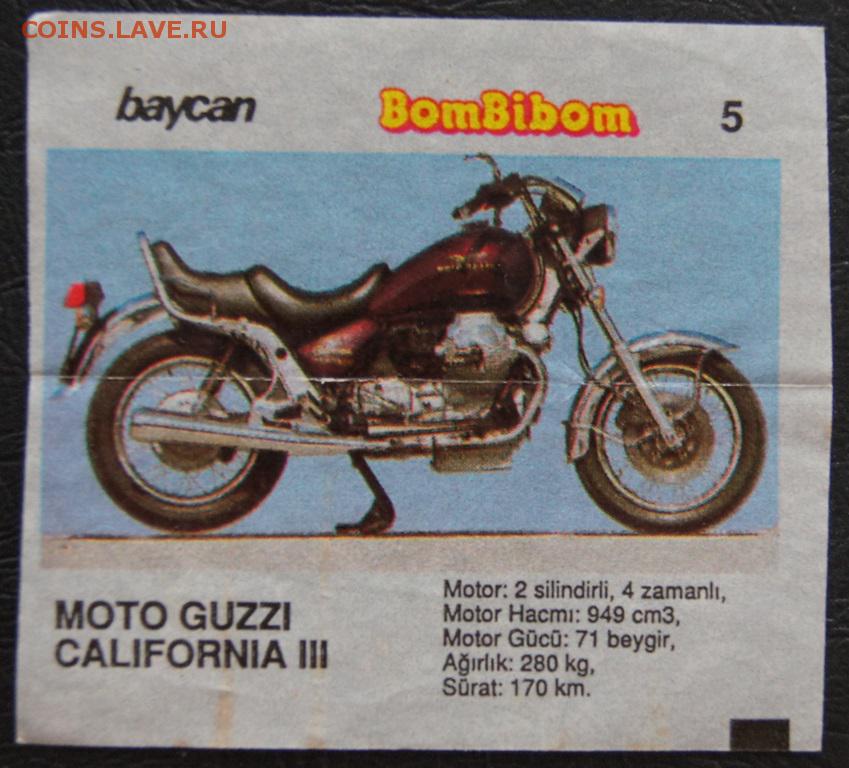 COINS.LAVE.RU
baycan
BomBibom
5
MOTO GUZZI
CALIFORNIA III
Motor: 2 silindirli, 4 zamanlı,
Motor Hacmı: 949 cm3,
Motor Gücü: 71 beygir,
Ağırlık: 280 kg,
Sürat: 170 km.